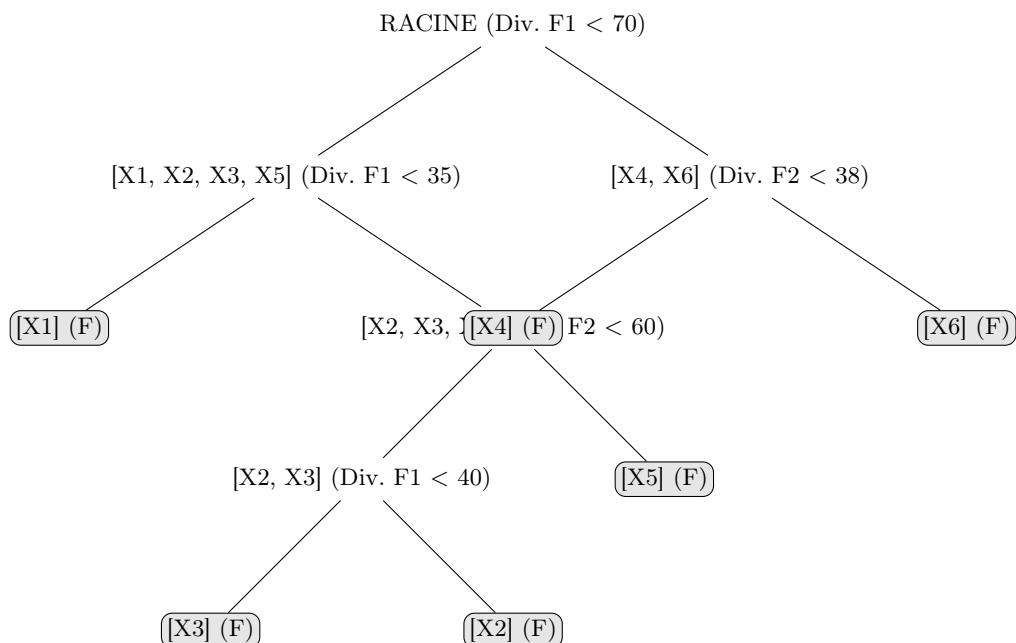 RACINE (Div. F1 < 70)
[X1, X2, X3, X5] (Div. F1 < 35)
[X4, X6] (Div. F2 < 38)
[X1] (F)
[X2, X3, F2 < 60)
[X4] (F)
[X6] (F)
[X2, X3] (Div. F1 < 40)
[X5] (F)
[X3] (F)
[X2] (F)